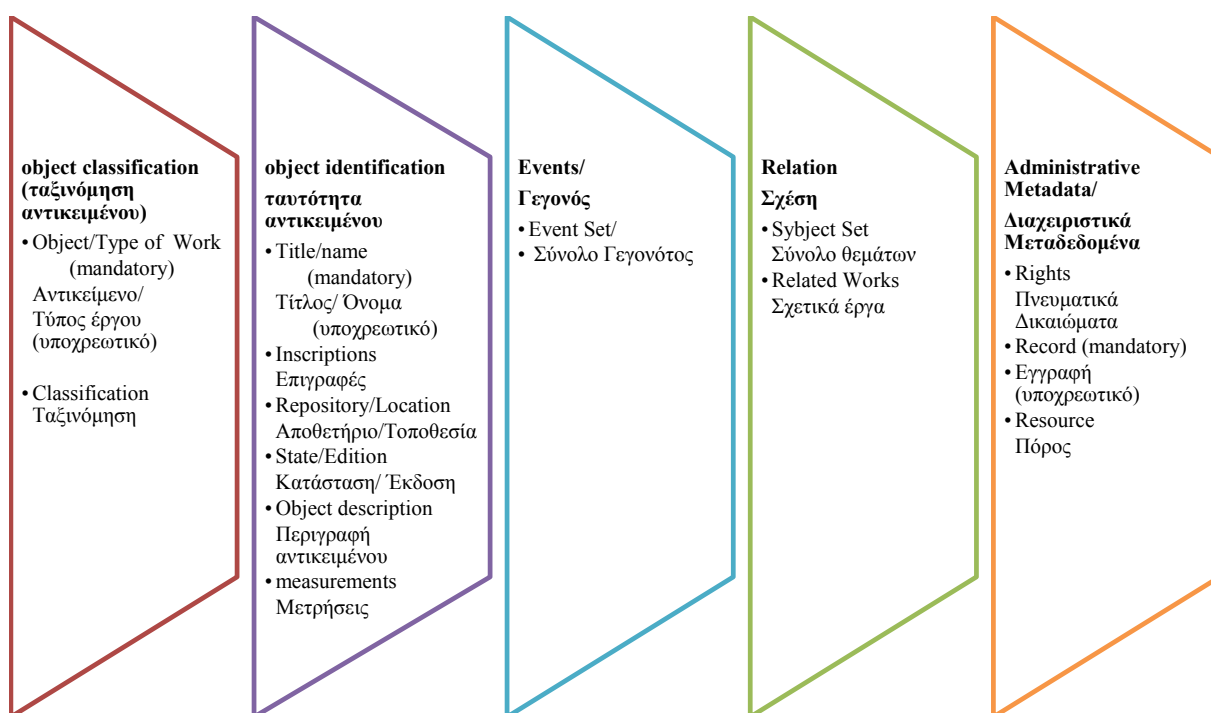 object classification
(ταξινόμηση
αντικειμένου)
• Object/Type of Work
(mandatory)
Αντικείμενο/
Τύπος έργου
(υποχρεωτικό)
• Classification
Ταξινόμηση
object identification
ταυτότητα
αντικειμένου
• Title/name
(mandatory)
Τίτλος/ Όνομα
(υποχρεωτικό)
• Inscriptions
Επιγραφές
• Repository/Location
Αποθετήριο/Τοποθεσία
• State/Edition
Κατάσταση/ Έκδοση
• Object description
Περιγραφή
αντικειμένου
• measurements
Μετρήσεις
Events/
Γεγονός
• Event Set/
• Σύνολο Γεγονότος
Relation
Σχέση
• Sybject Set
Σύνολο θεμάτων
• Related Works
Σχετικά έργα
Administrative
Metadata/
Διαχειριστικά
Μεταδεδομένα
• Rights
Πνευματικά
Δικαιώματα
• Record (mandatory)
• Εγγραφή
(υποχρεωτικό)
• Resource
Πόρος